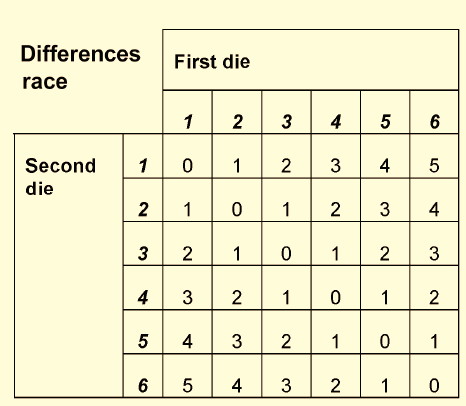 Differences race
First die
1 2 3 4 5 6
Second die
1 0 1 2 3 4 5
2 1 0 1 2 3 4
3 2 1 0 1 2 3
4 3 2 1 0 1 2
5 4 3 2 1 0 1
6 5 4 3 2 1 0